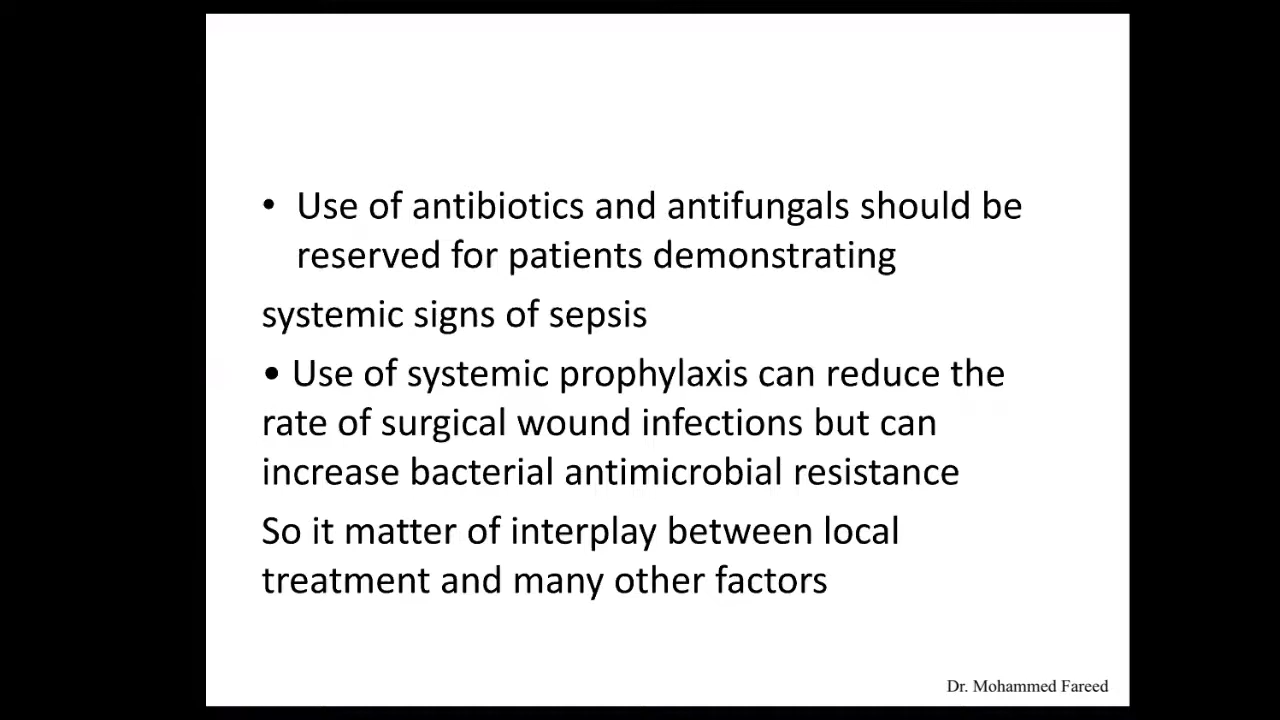 • Use of antibiotics and antifungals should be
reserved for patients demonstrating
systemic signs of sepsis
• Use of systemic prophylaxis can reduce the
rate of surgical wound infections but can
increase bacterial antimicrobial resistance
So it matter of interplay between local
treatment and many other factors
Dr. Mohammed Fareed